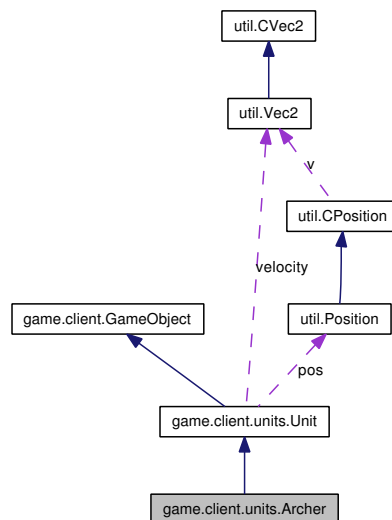 util.CVec2
util.Vec2
v
util.CPosition
velocity
game.client.GameObject
util.Position
pos
game.client.units.Unit
game.client.units.Archer